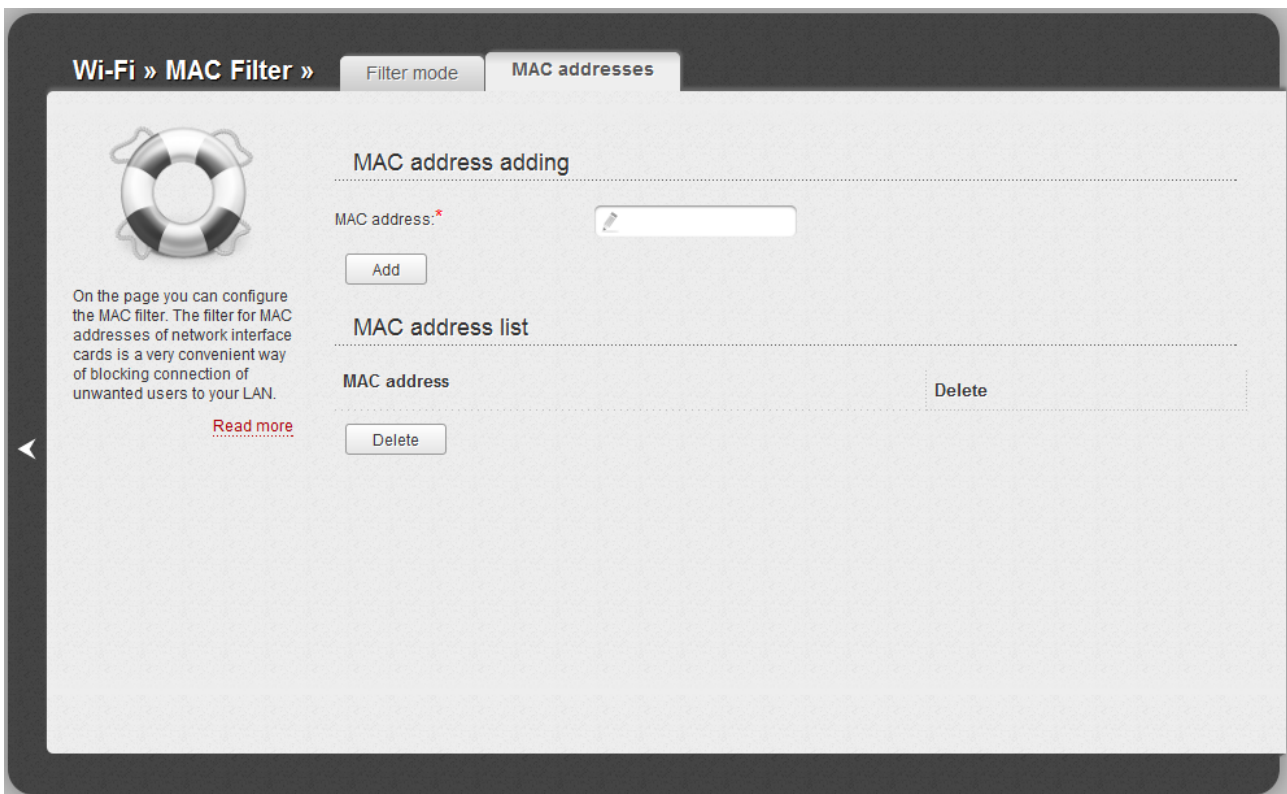 Wi-Fi » MAC Filter »
Filter mode
MAC addresses
On the page you can configure
the MAC filter. The filter for MAC
addresses of network interface
cards is a very convenient way
of blocking connection of
unwanted users to your LAN.
Read more
MAC address adding
MAC address:*
Add
MAC address list
MAC address
Delete
Delete